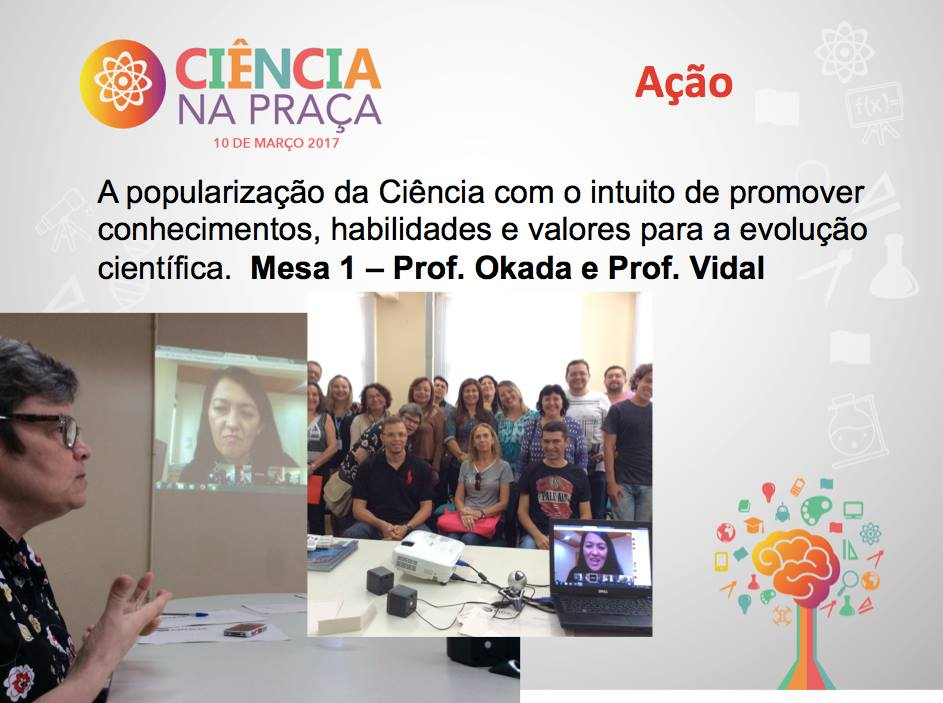 CIÊNCIA
NA PRAÇA
10 DE MARÇO 2017
Ação
f(x)=
A popularização da Ciência com o intuito de promover
conhecimentos, habilidades e valores para a evolução
científica. Mesa 1 – Prof. Okada e Prof. Vidal
DELL